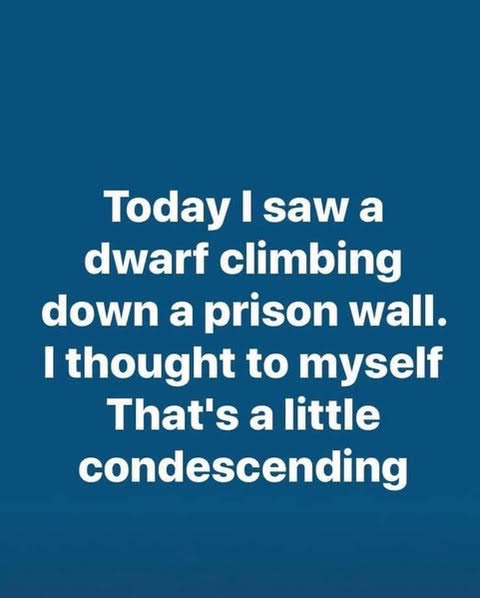 Today I saw a
dwarf climbing
down a prison wall.
I thought to myself
That's a little
condescending